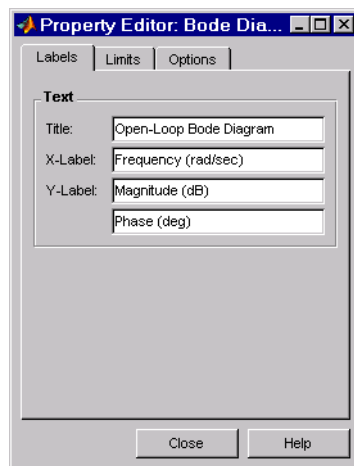 Property Editor: Bode Dia...
Labels Limits Options
Text
Title: Open-Loop Bode Diagram
X-Label: Frequency (rad/sec)
Y-Label: Magnitude (dB)
Phase (deg)
Close Help